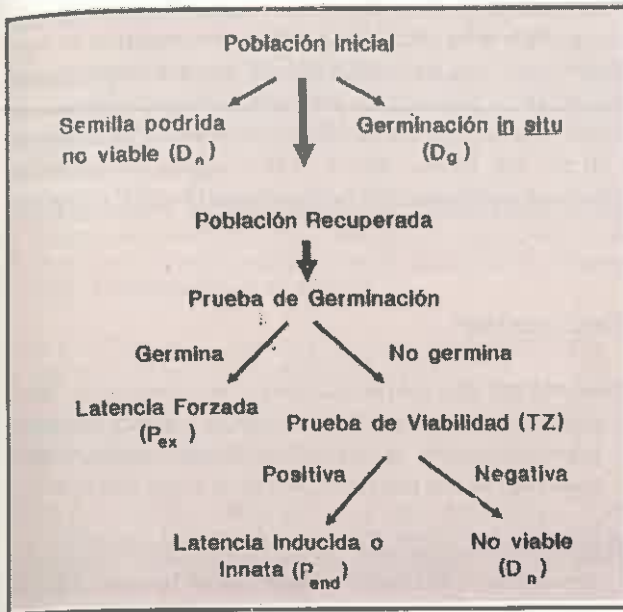 Población Inicial
Semilla podrida
no viable (Dn)
Germinación in situ
(Dg)
Población Recuperada
Prueba de Germinación
Germina
No germina
Latencia Forzada
(Pex)
Prueba de Viabilidad (TZ)
Positiva
Negativa
Latencia Inducida o
Innata (Pend)
No viable
(Dn)